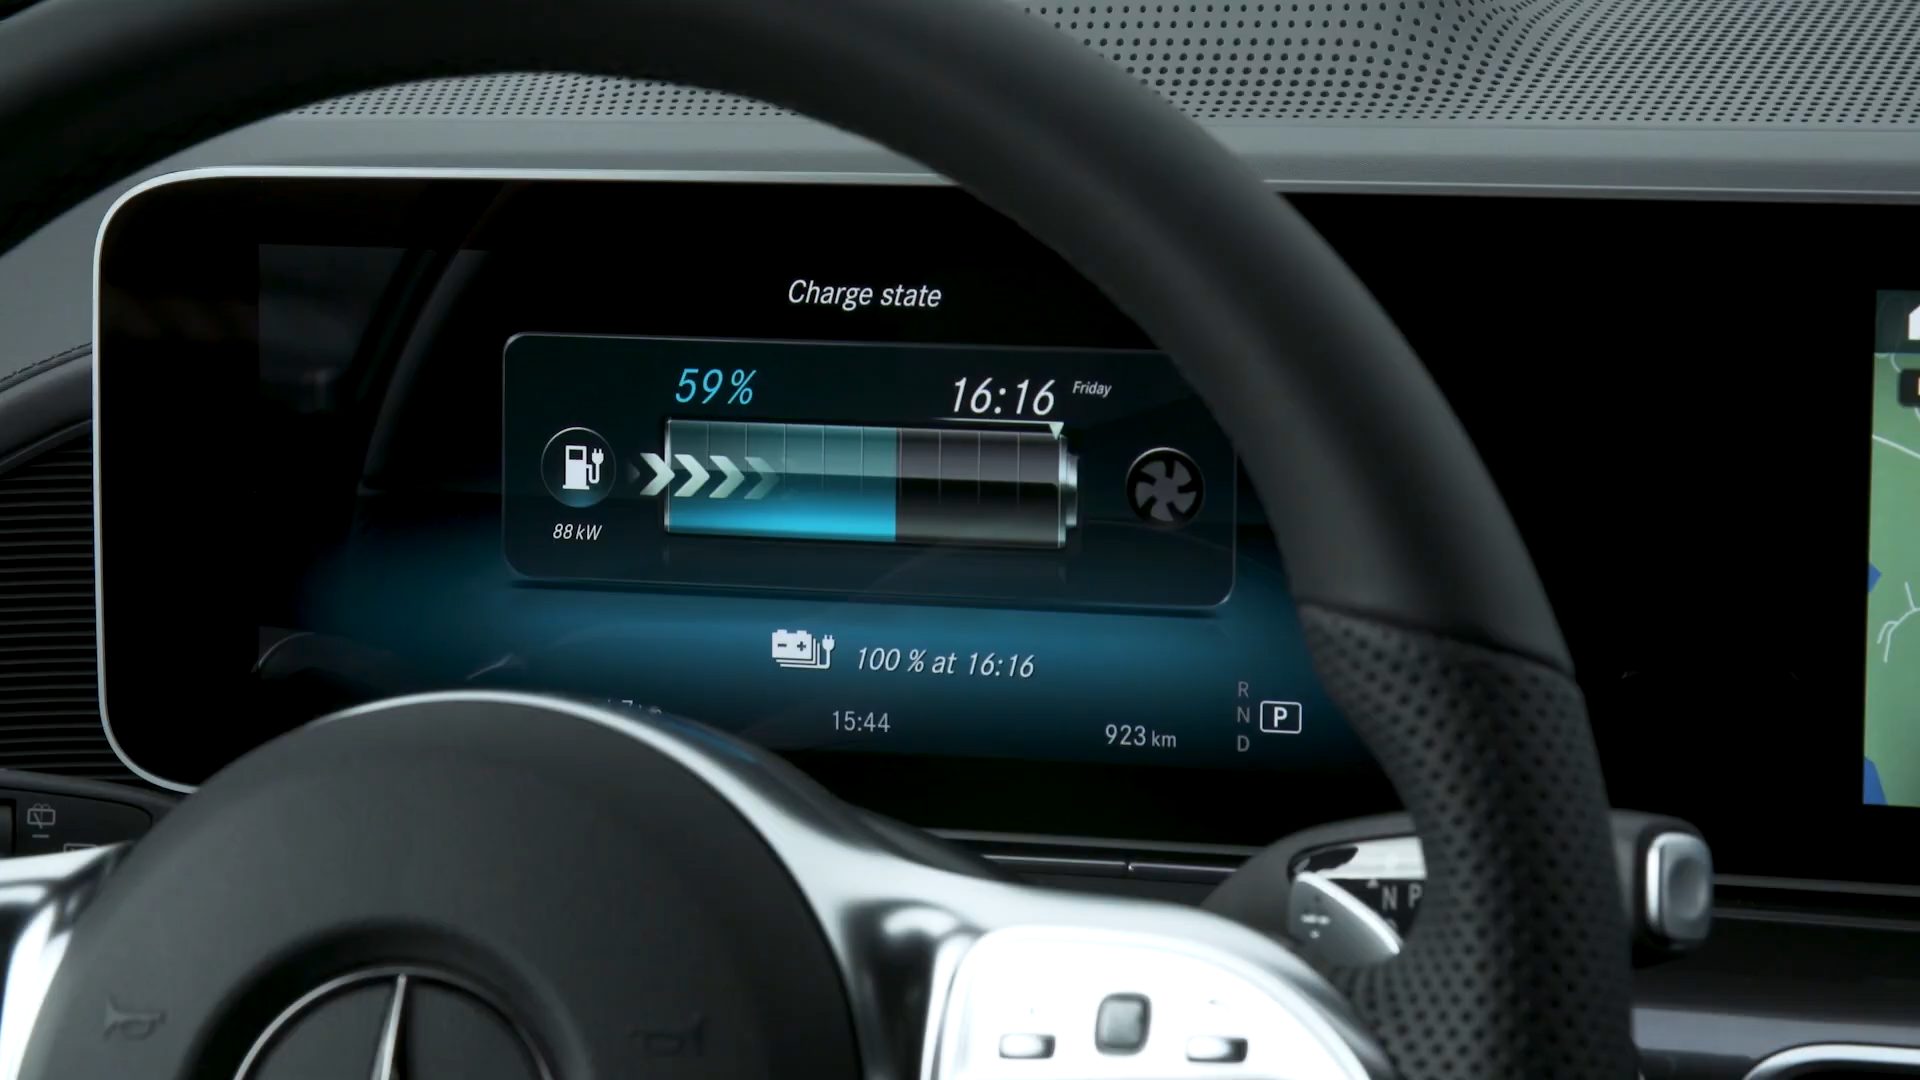 Charge state
59%
16:16 Friday
88 kW
100 % at 16:16
15:44
923 km
R
N
D
P
N P